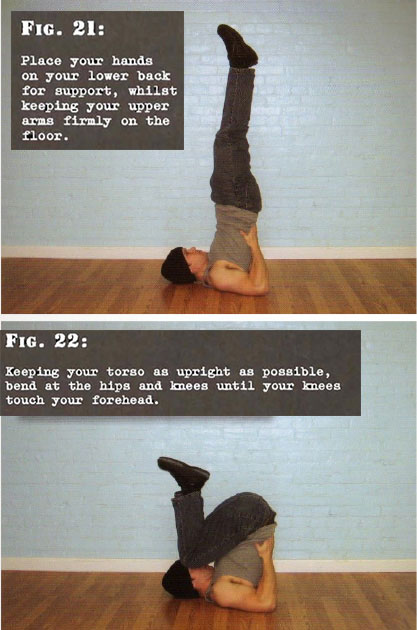 FIG. 21:
Place your hands
on your lower back
for support, whilst
keeping your upper
arms firmly on the
floor.
FIG. 22:
Keeping your torso as upright as possible,
bend at the hips and knees until your knees
touch your forehead.